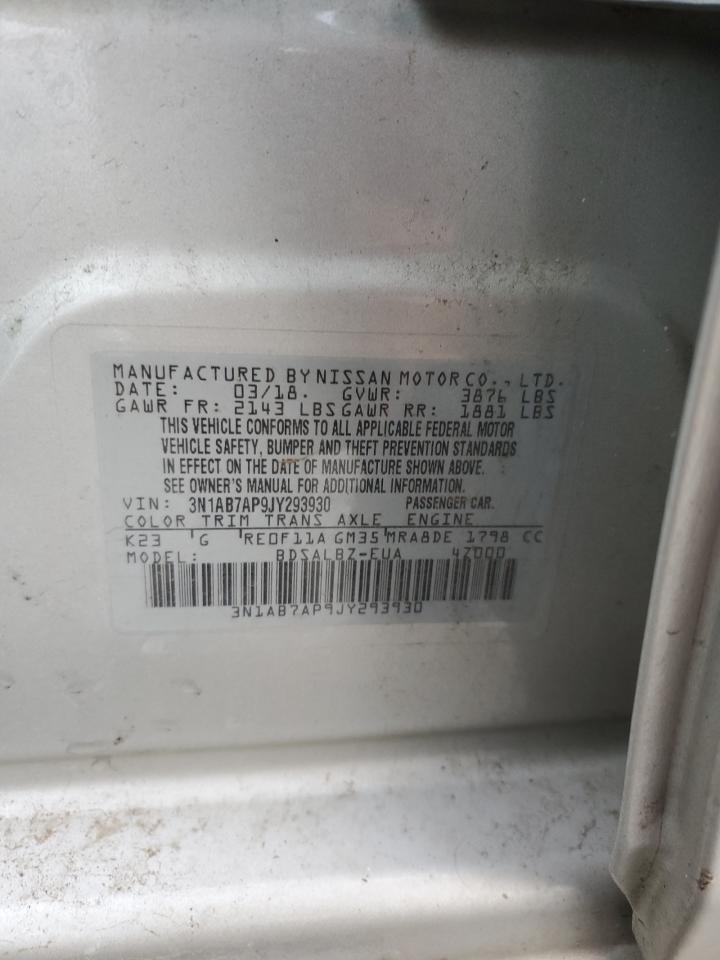 MANUFACTURED BY NISSAN MOTOR CO., LTD.
DATE: 03/18. GVWR: 3876 LBS
GAWR FR: 2143 LBS GAWR RR: 1881 LBS
THIS VEHICLE CONFORMS TO ALL APPLICABLE FEDERAL MOTOR
VEHICLE SAFETY, BUMPER AND THEFT PREVENTION STANDARDS
IN EFFECT ON THE DATE OF MANUFACTURE SHOWN ABOVE.
SEE OWNER'S MANUAL FOR ADDITIONAL INFORMATION.
VIN: 3N1AB7AP9JY293930 PASSENGER CAR.
COLOR TRIM TRANS AXLE ENGINE
K23 G RE0F11A GM35 MRA8DE 1798 CC
MODEL: BDSALBZ-EUA 4Z000
3N1AB7AP9JY293930